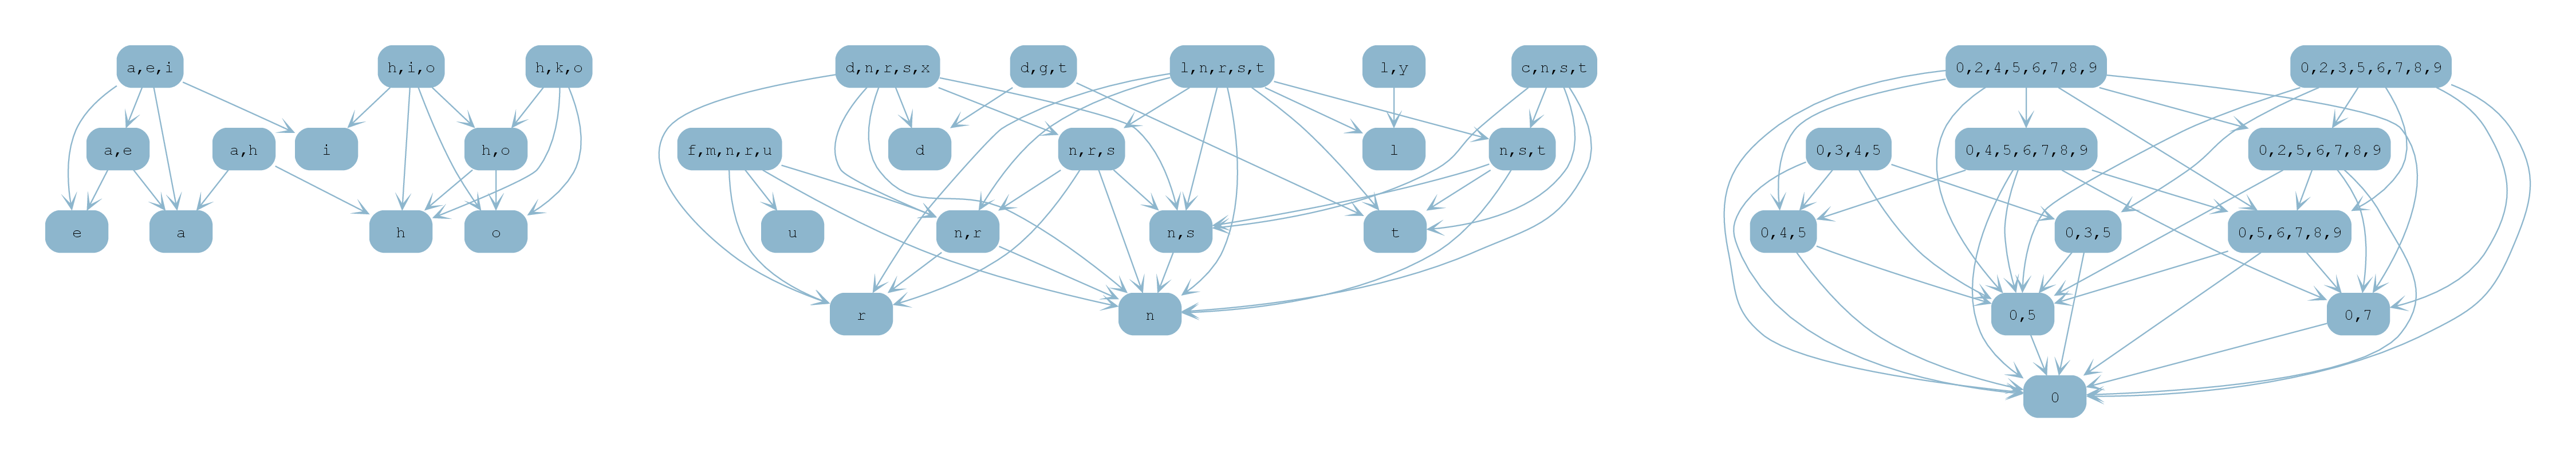 a,e,i
h,i,o
h,k,o
d,n,r,s,x
d,g,t
l,n,r,s,t
l,y
c,n,s,t
0,2,4,5,6,7,8,9
0,2,3,5,6,7,8,9
a,e
a,h
i
h,o
f,m,n,r,u
d
n,r,s
l
n,s,t
0,3,4,5
0,4,5,6,7,8,9
0,2,5,6,7,8,9
e
a
h
o
u
n,r
n,s
t
0,4,5
0,3,5
0,5,6,7,8,9
r
n
0,5
0,7
0